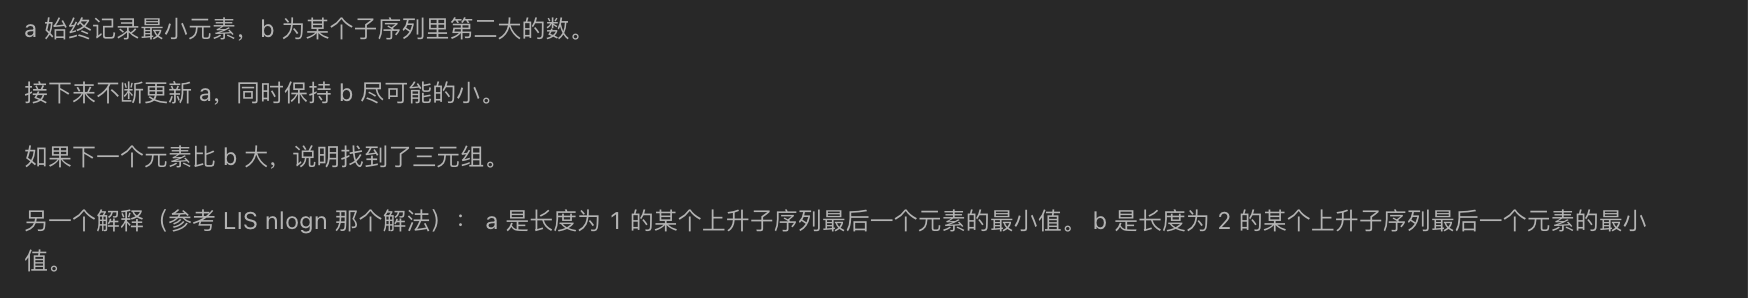 a 始终记录最小元素，b 为某个子序列里第二大的数。
接下来不断更新 a，同时保持 b 尽可能的小。
如果下一个元素比 b 大，说明找到了三元组。
另一个解释（参考 LIS nlogn 那个解法）： a 是长度为 1 的某个上升子序列最后一个元素的最小值。 b 是长度为 2 的某个上升子序列最后一个元素的最小
值。